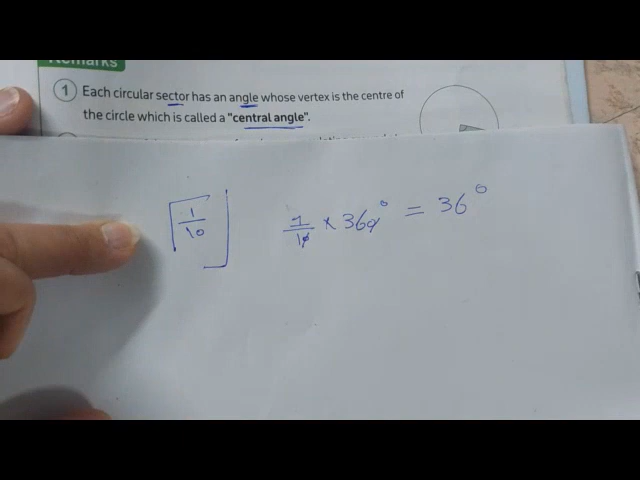 Remarks
1 Each circular sector has an angle whose vertex is the centre of
the circle which is called a "central angle".
1/10 1/10 × 360° = 36°